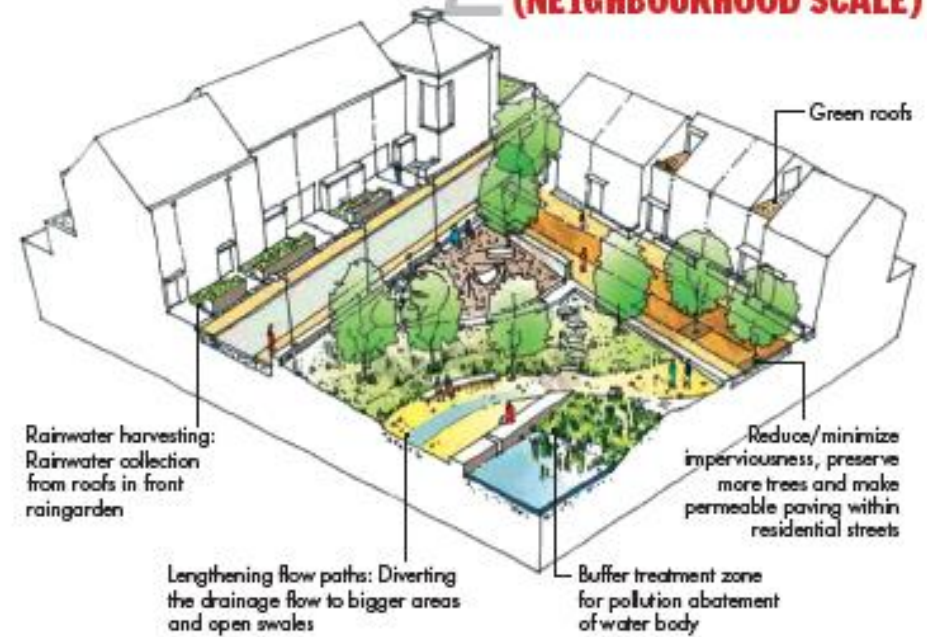 2 (NEIGHBOURHOOD SCALE)
Green roofs
Rainwater harvesting:
Rainwater collection
from roofs in front
raingarden
Reduce/minimize
imperviousness, preserve
more trees and make
permeable paving within
residential streets
Lengthening flow paths: Diverting
the drainage flow to bigger areas
and open swales
Buffer treatment zone
for pollution abatement
of water body